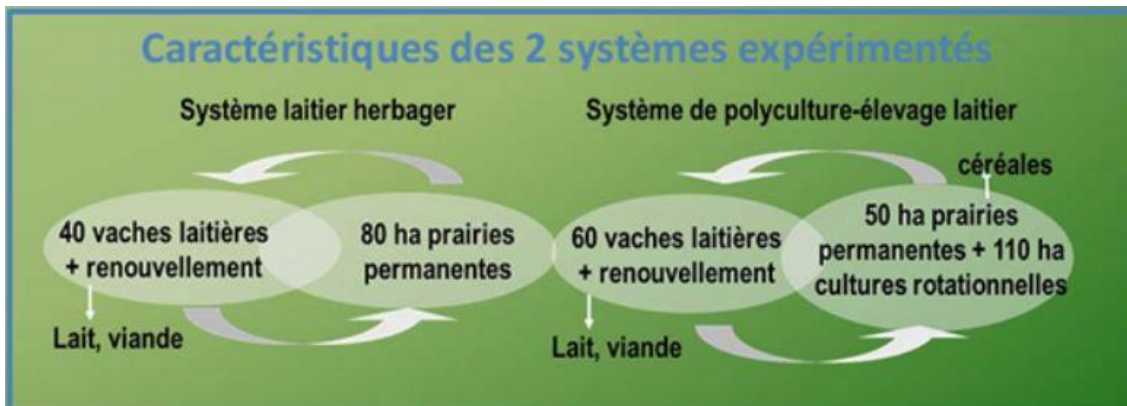 Caractéristiques des 2 systèmes expérimentés
Système laitier herbager
40 vaches laitières
+ renouvellement
80 ha prairies
permanentes
Lait, viande
Système de polyculture-élevage laitier
céréales
60 vaches laitières
+ renouvellement
50 ha prairies
permanentes + 110 ha
cultures rotationnelles
Lait, viande